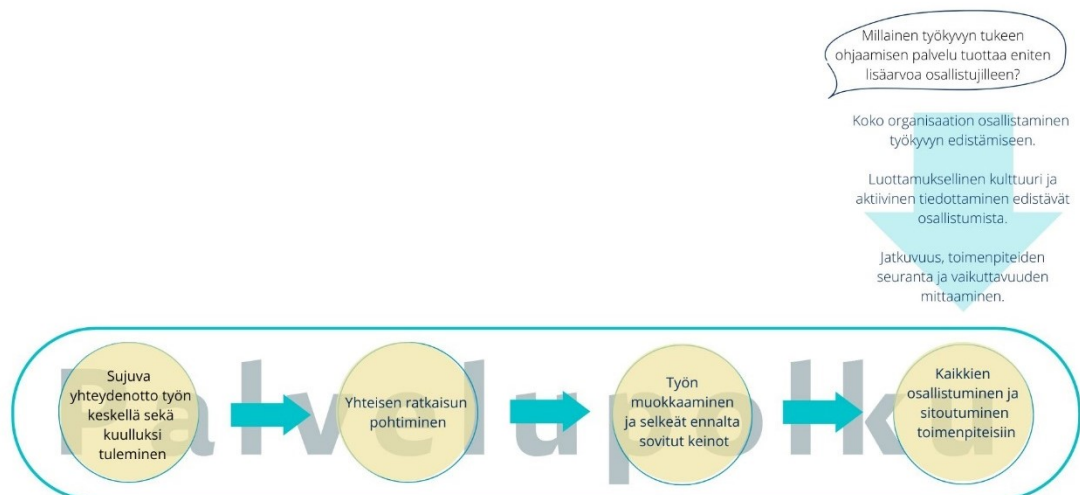 Millainen työkyvyn tukeen
ohjaamisen palvelu tuottaa eniten
lisäarvoa osallistujilleen?
Koko organisaation osallistaminen
työkyvyn edistämiseen.
Luottamuksellinen kulttuuri ja
aktiivinen tiedottaminen edistävät
osallistumista.
Jatkuvuus, toimenpiteiden
seuranta ja vaikuttavuuden
mittaaminen.
Palvelupolku
Sujuva
yhteydenotto työn
keskellä sekä
kuulluksi
tuleminen
Yhteisen ratkaisun
pohtiminen
Työn
muokkaaminen
ja selkeät ennalta
sovitut keinot
Kaikkien
osallistuminen ja
sitoutuminen
toimenpiteisiin